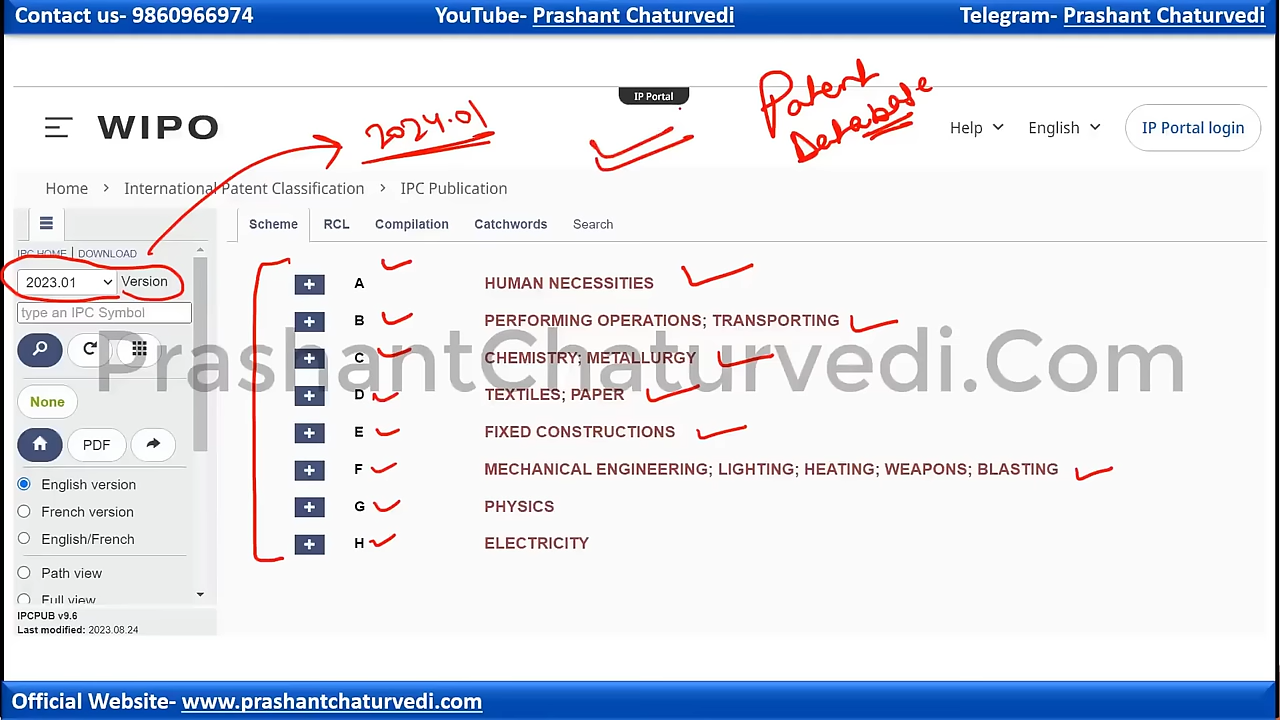 Contact us- 9860966974 YouTube- Prashant Chaturvedi Telegram- Prashant Chaturvedi
IP Portal
Patent
Database
2024.01
WIPO
Help English IP Portal login
Home > International Patent Classification > IPC Publication
Scheme RCL Compilation Catchwords Search
IPC HOME | DOWNLOAD
2023.01 Version
type an IPC Symbol
None
PDF
English version
French version
English/French
Path view
Full view
IPCPUB v9.6
Last modified: 2023.08.24
A HUMAN NECESSITIES
B PERFORMING OPERATIONS; TRANSPORTING
C CHEMISTRY; METALLURGY
D TEXTILES; PAPER
E FIXED CONSTRUCTIONS
F MECHANICAL ENGINEERING; LIGHTING; HEATING; WEAPONS; BLASTING
G PHYSICS
H ELECTRICITY
PrashantChaturvedi.Com
Official Website- www.prashantchaturvedi.com